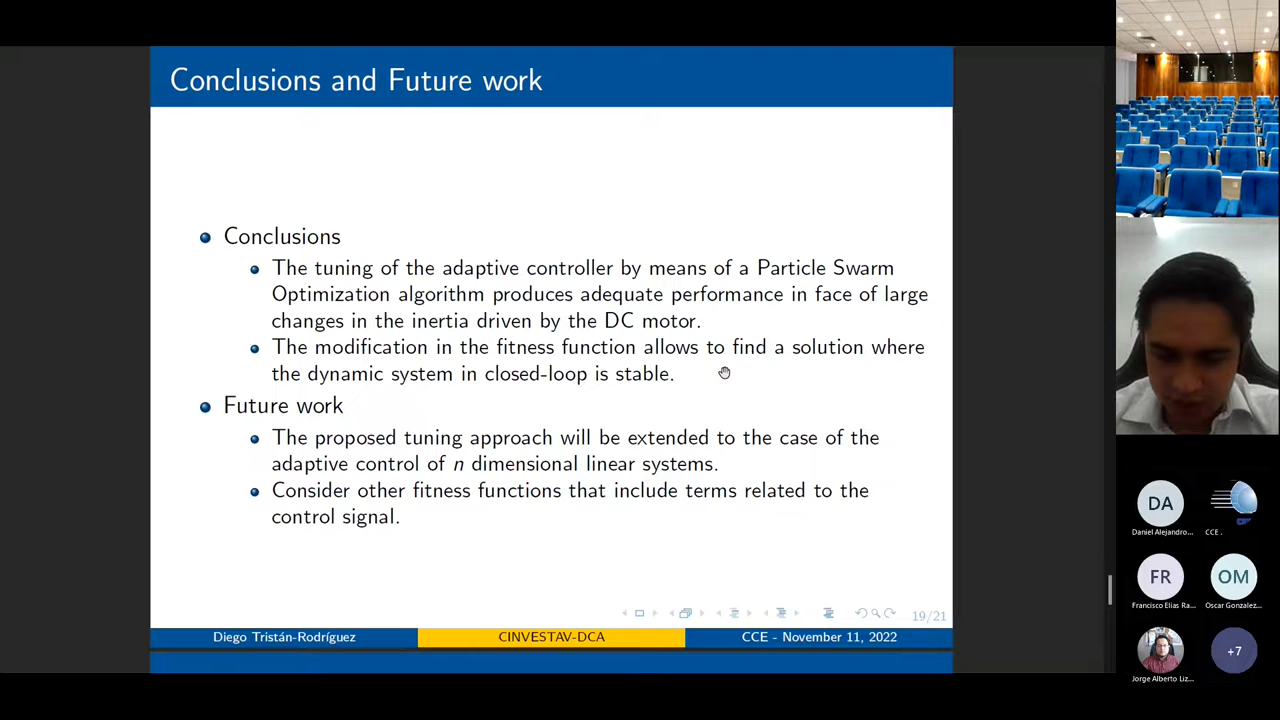 Conclusions and Future work
Conclusions
The tuning of the adaptive controller by means of a Particle Swarm
Optimization algorithm produces adequate performance in face of large
changes in the inertia driven by the DC motor.
The modification in the fitness function allows to find a solution where
the dynamic system in closed-loop is stable.
Future work
The proposed tuning approach will be extended to the case of the
adaptive control of n dimensional linear systems.
Consider other fitness functions that include terms related to the
control signal.
19/21
Diego Tristán-Rodríguez
CINVESTAV-DCA
CCE - November 11, 2022
DA
Daniel Alejandro...
CCE .
FR
OM
Francisco Elias Ra...
Oscar Gonzalez...
Jorge Alberto Liz...
+7